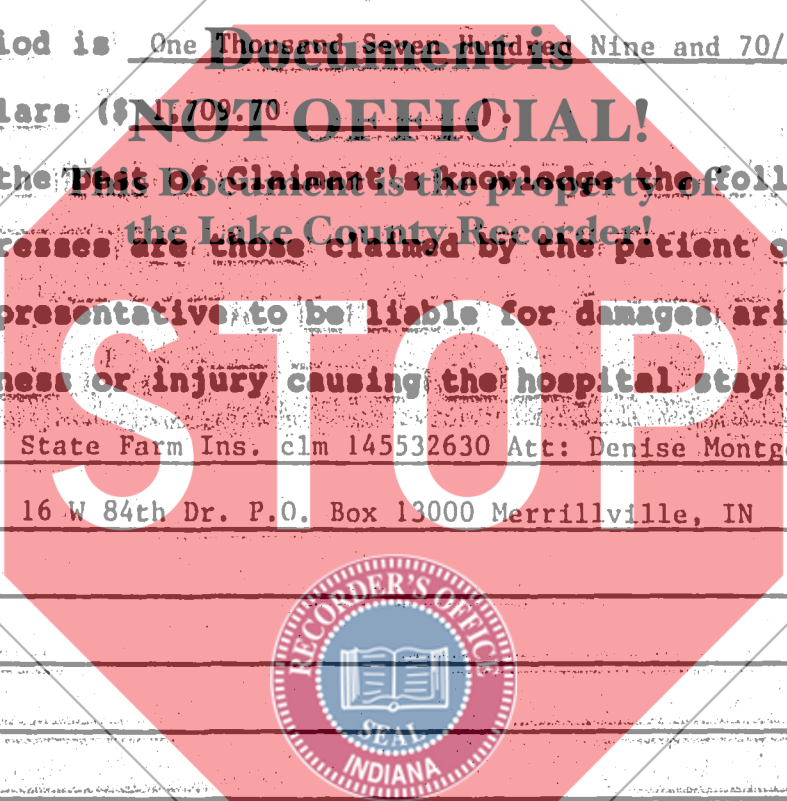 iod is One Thousand Seven Hundred Nine and 70/
Document is
lars ($ 1,709.70 ).
NOT OFFICIAL!
the best Of Claimant's knowledge the foll
This Document is the property of
the Lake County Recorder!
resses are those claimed by the patient o
presentative to be liable for damages ari
ness or injury causing the hospital stay:
STOP
State Farm Ins. clm 145532630 Att: Denise Montg
16 W 84th Dr. P.O. Box 13000 Merrillville, IN
RECORDER'S OFFICE
SEAL
INDIANA